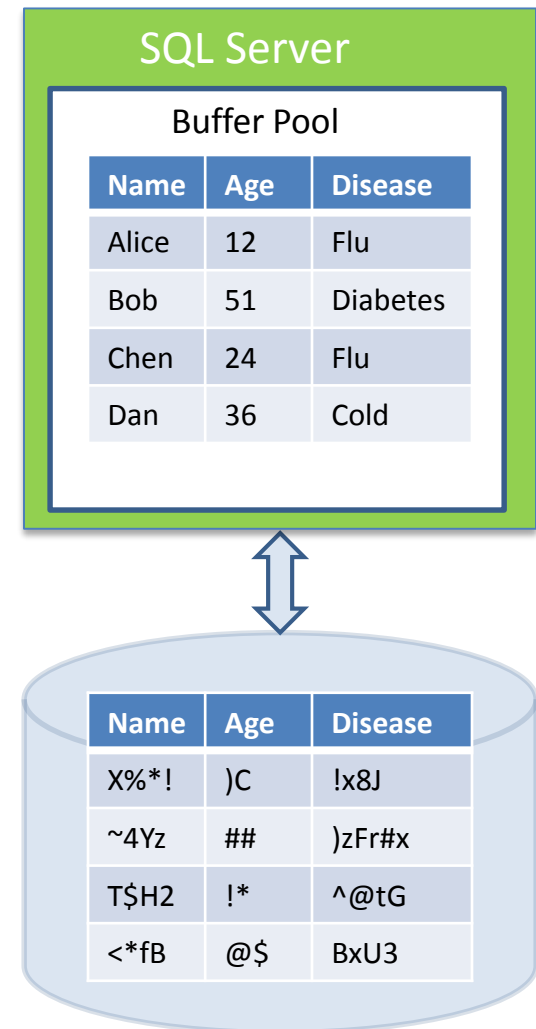 SQL Server
Buffer Pool
Name Age Disease
Alice 12 Flu
Bob 51 Diabetes
Chen 24 Flu
Dan 36 Cold
Name Age Disease
X%*! )C !x8J
~4Yz ## )zFr#x
T$H2 !* ^@tG
<*fB @$ BxU3